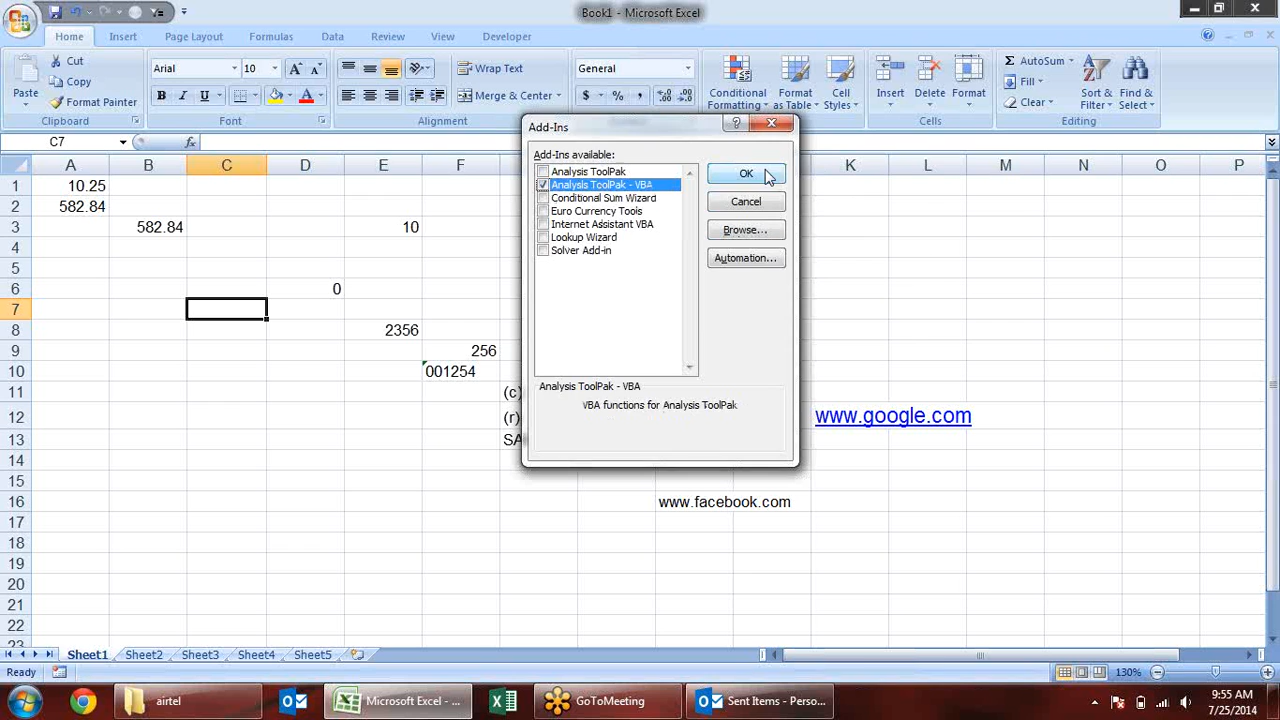 Book1 - Microsoft Excel
Home Insert Page Layout Formulas Data Review View Developer
Paste Cut Copy Format Painter
Arial 10 B I U A A A
Wrap Text Merge & Center
General $ % ,
Conditional Formatting Format as Table Cell Styles
Insert Delete Format
Σ AutoSum Fill Clear Sort & Filter Find & Select
Clipboard Font Alignment Cells Editing
C7 fx
A B C D E F K L M N O P
1 10.25
2 582.84
3 582.84 10
4
5
6 0
7
8 2356
9 256
10 001254
11 (c)
12 (r) www.google.com
13 SA
14
15
16 www.facebook.com
17
18
19
20
21
22
23
Add-Ins
Add-Ins available:
Analysis ToolPak
Analysis ToolPak - VBA
Conditional Sum Wizard
Euro Currency Tools
Internet Assistant VBA
Lookup Wizard
Solver Add-in
OK
Cancel
Browse...
Automation...
Analysis ToolPak - VBA
VBA functions for Analysis ToolPak
Sheet1 Sheet2 Sheet3 Sheet4 Sheet5
Ready 130%
airtel Microsoft Excel - ... GoToMeeting Sent Items - Perso... 9:55 AM
7/25/2014